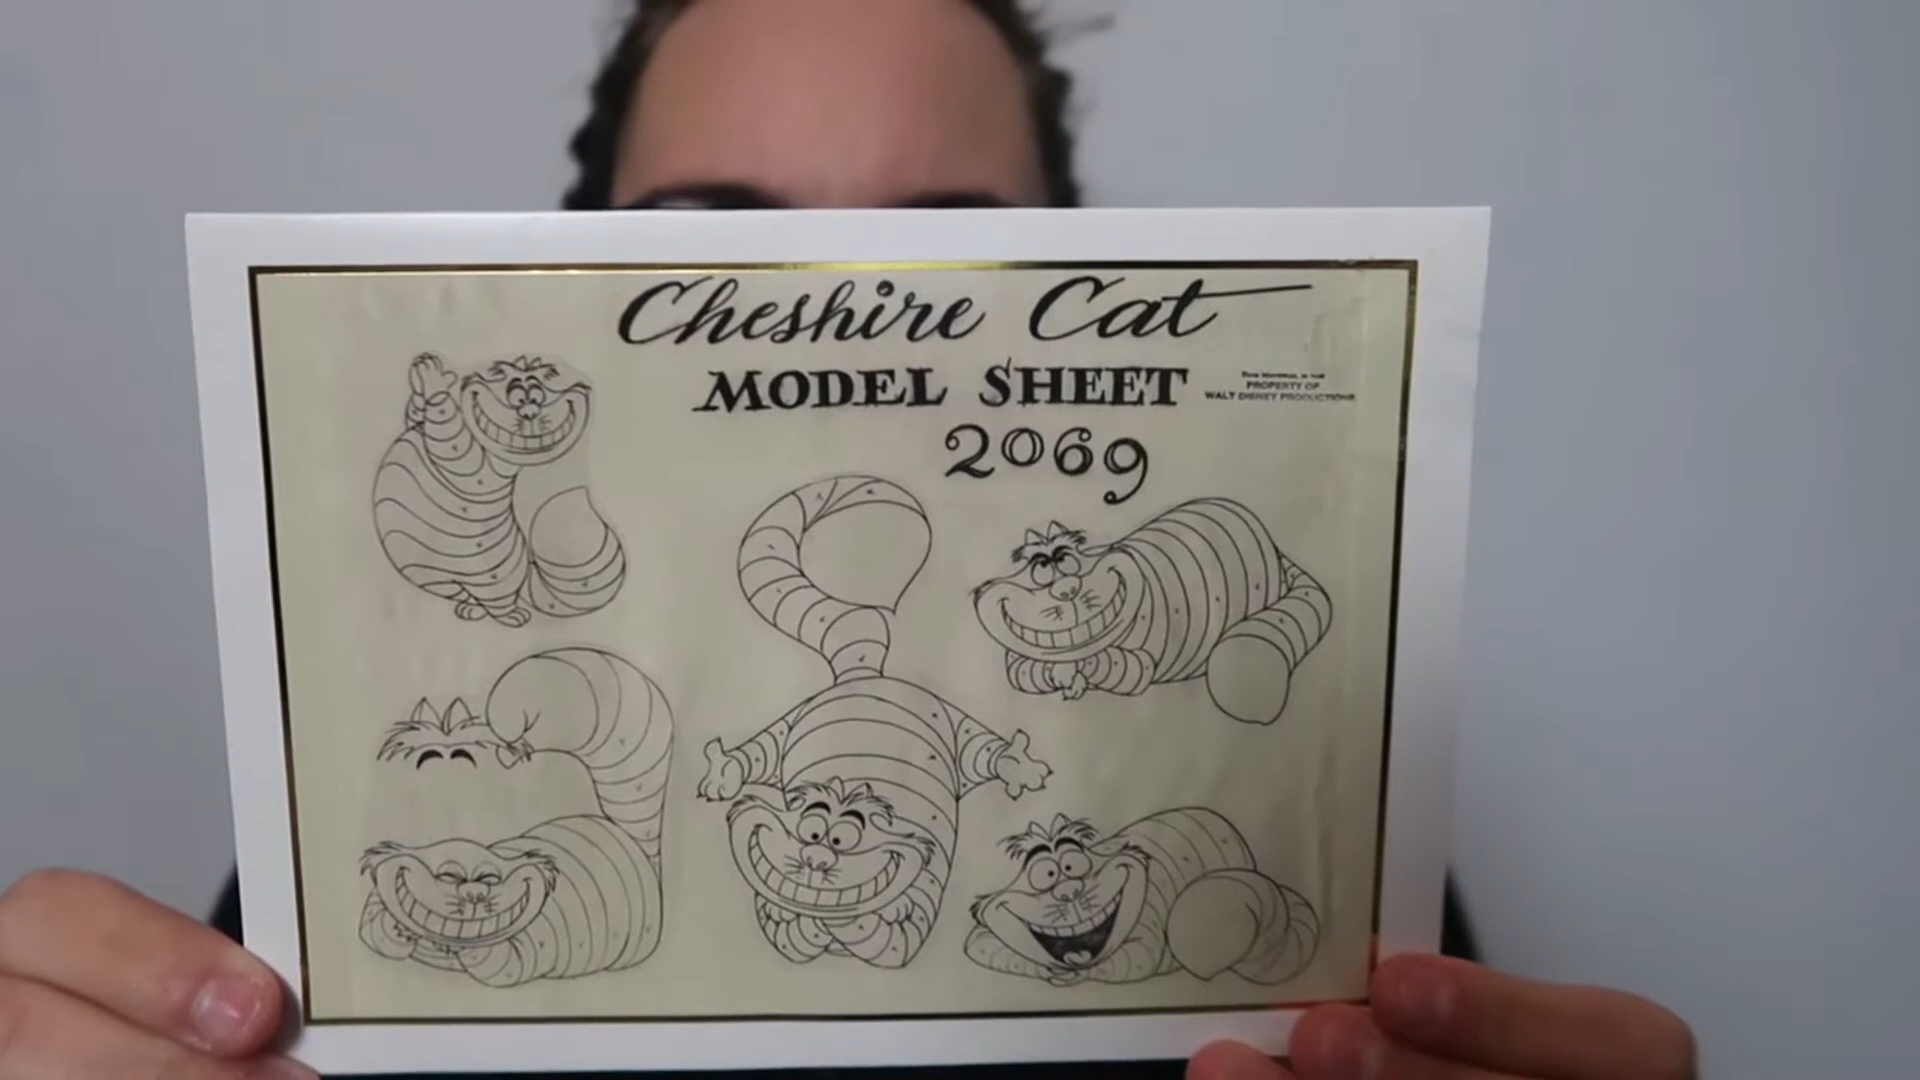 Cheshire Cat
MODEL SHEET
PROPERTY OF
WALT DISNEY PRODUCTIONS
2069